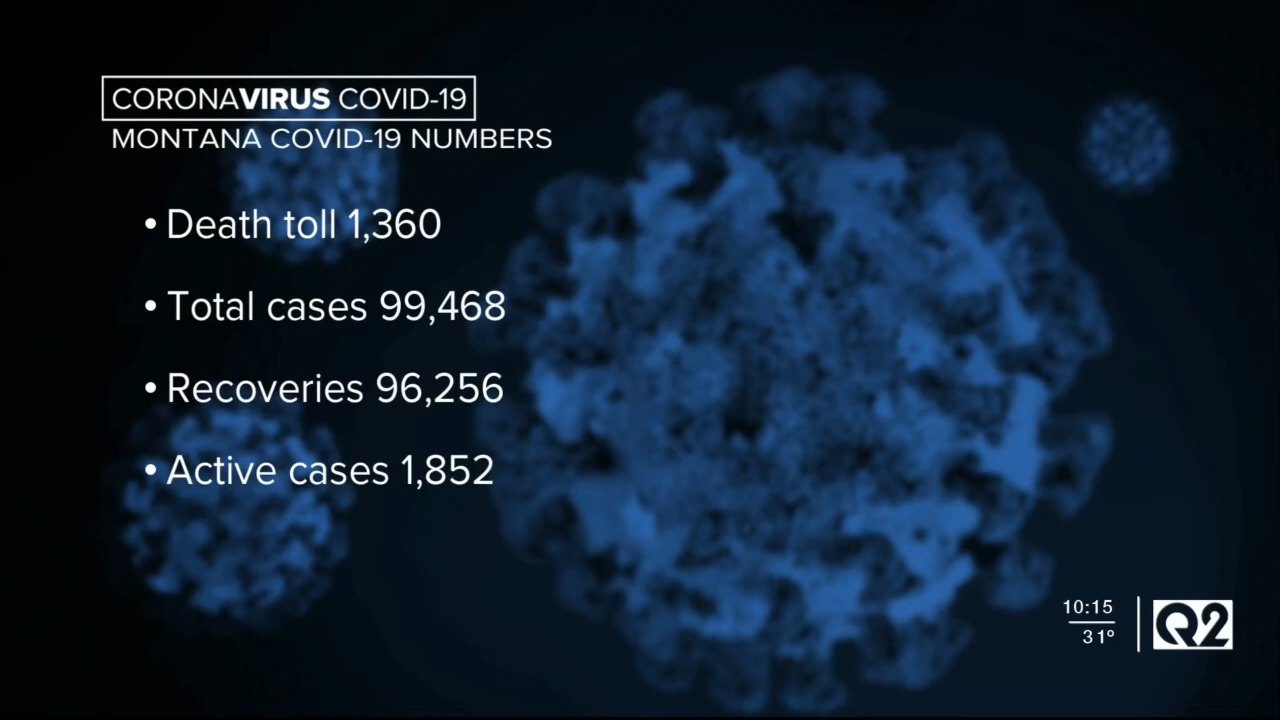 CORONAVIRUS COVID-19
MONTANA COVID-19 NUMBERS
• Death toll 1,360
• Total cases 99,468
• Recoveries 96,256
• Active cases 1,852
10:15
31°
Q2